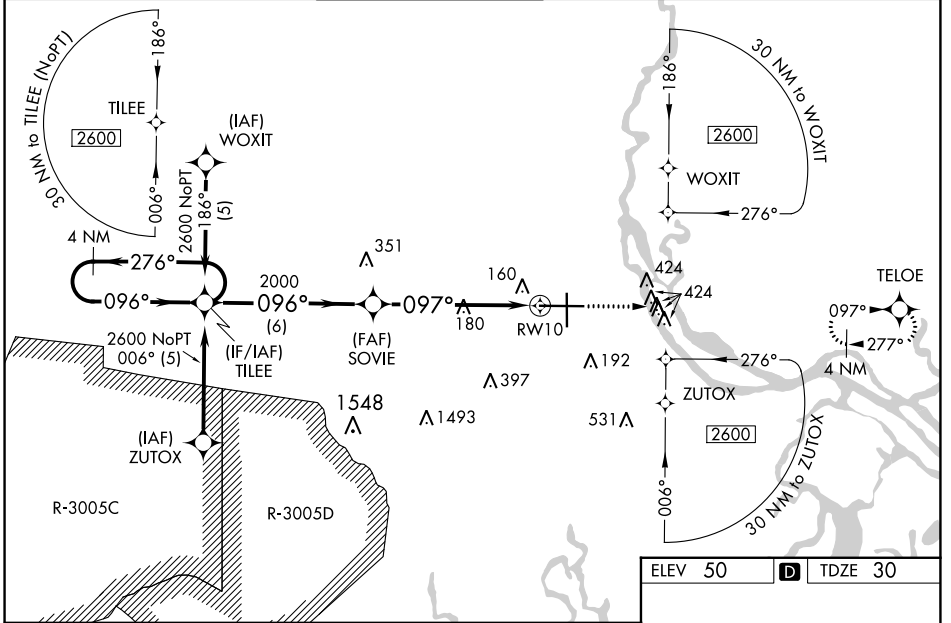 30 NM to TILEE (NoPT)
186°
TILEE
2600
006°
(IAF)
WOXIT
2600 NoPT
186°
(5)
4 NM
276°
096°
2000
096°
(6)
2600 NoPT
006° (5)
(IF/IAF)
TILEE
(FAF)
SOVIE
351
097°
180
160
RW10
192
397
1548
1493
531
(IAF)
ZUTOX
R-3005C
R-3005D
30 NM to WOXIT
186°
2600
WOXIT
276°
424
424
TELOE
097°
277°
4 NM
276°
ZUTOX
2600
006°
30 NM to ZUTOX
ELEV 50 D TDZE 30